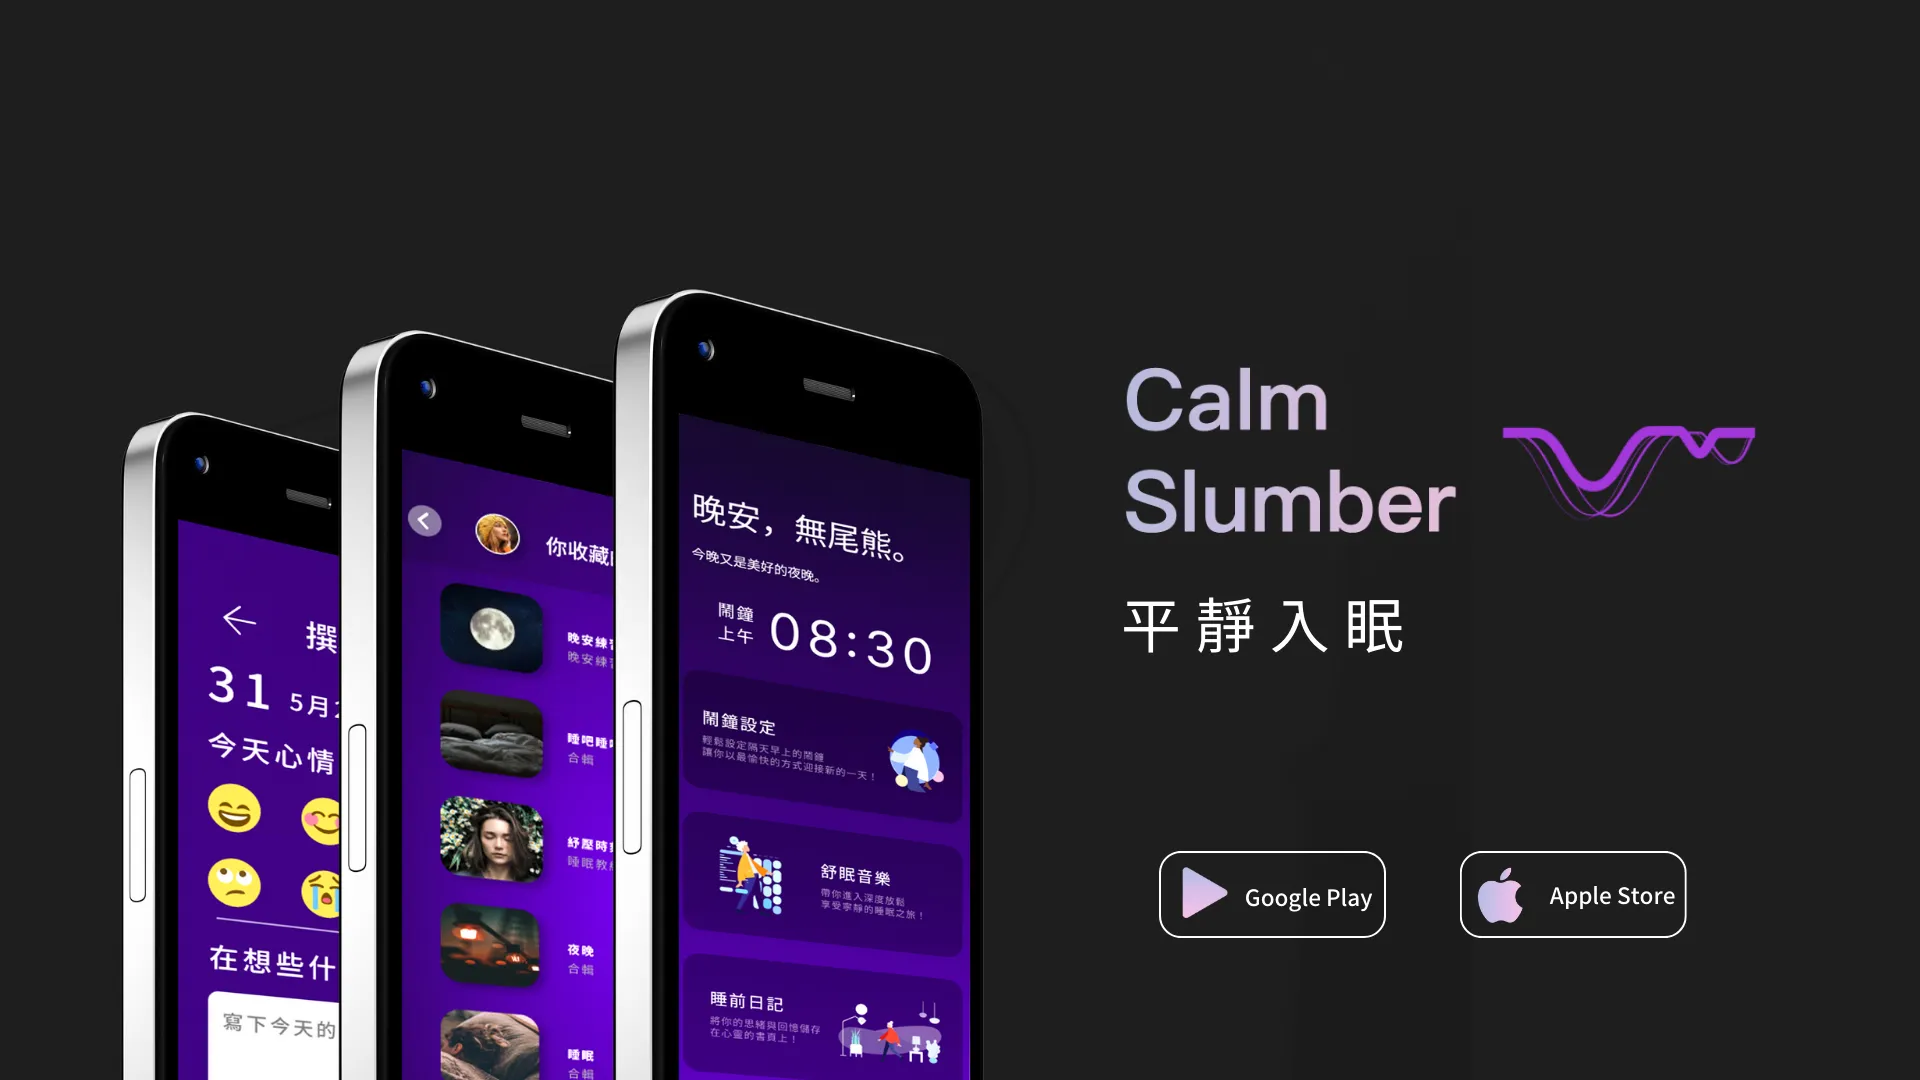 撰
31 5月2
今天心情
在想些什
寫下今天的
你收藏
晚安練習
晚安練習
睡吧睡吧
合輯
紓壓時刻
睡眠教
夜晚
合輯
睡眠
合輯
晚安，無尾熊。
今晚又是美好的夜晚。
鬧鐘
上午
08:30
鬧鐘設定
輕鬆設定隔天早上的鬧鐘
讓你以最愉快的方式迎接新的一天！
舒眠音樂
帶你進入深度放鬆
享受寧靜的睡眠之旅！
睡前日記
將你的思緒與回憶儲存
在心靈的書頁上！
Calm
Slumber
平靜入眠
Google Play
Apple Store